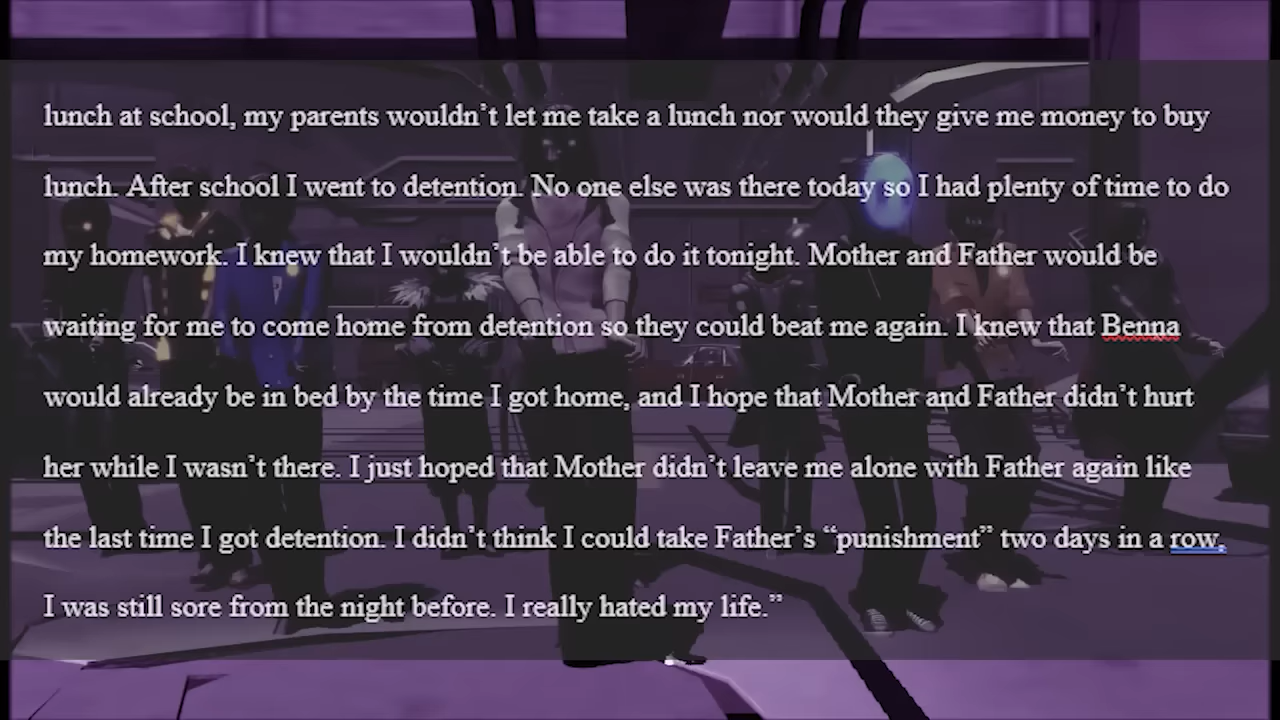 lunch at school, my parents wouldn’t let me take a lunch nor would they give me money to buy
lunch. After school I went to detention. No one else was there today so I had plenty of time to do
my homework. I knew that I wouldn’t be able to do it tonight. Mother and Father would be
waiting for me to come home from detention so they could beat me again. I knew that Benna
would already be in bed by the time I got home, and I hope that Mother and Father didn’t hurt
her while I wasn’t there. I just hoped that Mother didn’t leave me alone with Father again like
the last time I got detention. I didn’t think I could take Father’s “punishment” two days in a row.
I was still sore from the night before. I really hated my life.”